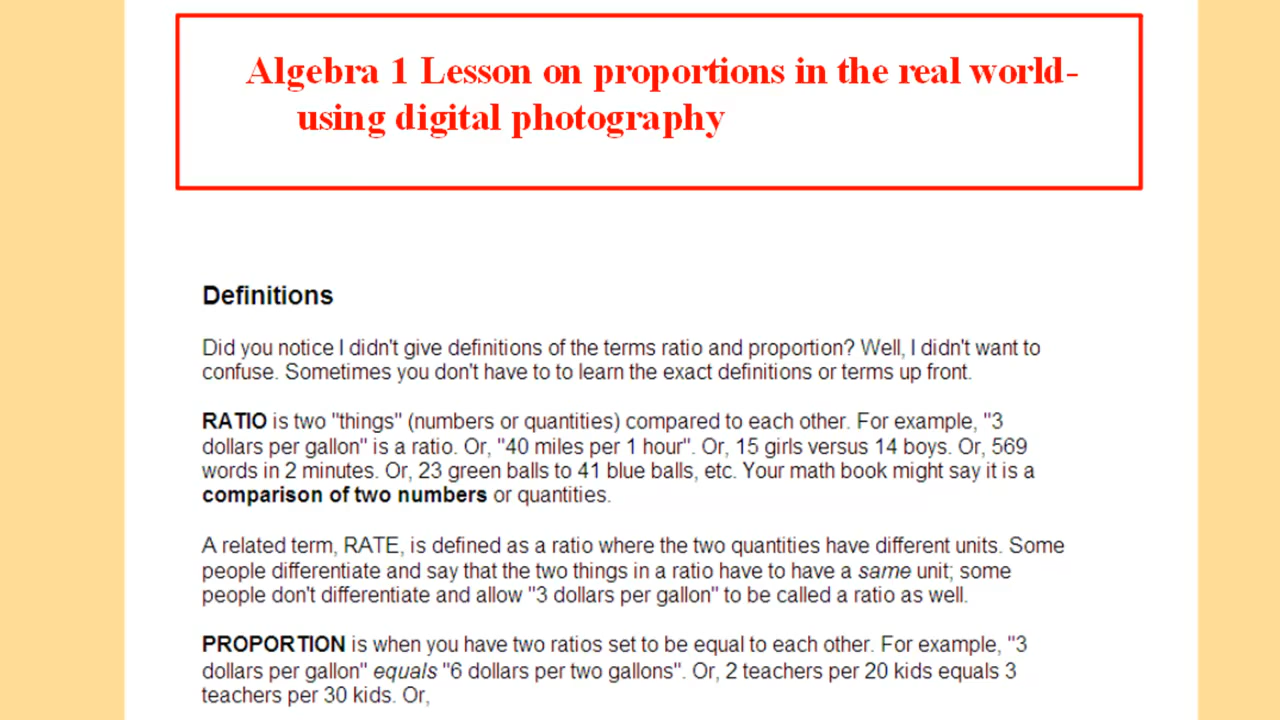 Algebra 1 Lesson on proportions in the real world-
using digital photography
Definitions
Did you notice I didn't give definitions of the terms ratio and proportion? Well, I didn't want to
confuse. Sometimes you don't have to to learn the exact definitions or terms up front.
RATIO is two "things" (numbers or quantities) compared to each other. For example, "3
dollars per gallon" is a ratio. Or, "40 miles per 1 hour". Or, 15 girls versus 14 boys. Or, 569
words in 2 minutes. Or, 23 green balls to 41 blue balls, etc. Your math book might say it is a
comparison of two numbers or quantities.
A related term, RATE, is defined as a ratio where the two quantities have different units. Some
people differentiate and say that the two things in a ratio have to have a same unit; some
people don't differentiate and allow "3 dollars per gallon" to be called a ratio as well.
PROPORTION is when you have two ratios set to be equal to each other. For example, "3
dollars per gallon" equals "6 dollars per two gallons". Or, 2 teachers per 20 kids equals 3
teachers per 30 kids. Or,